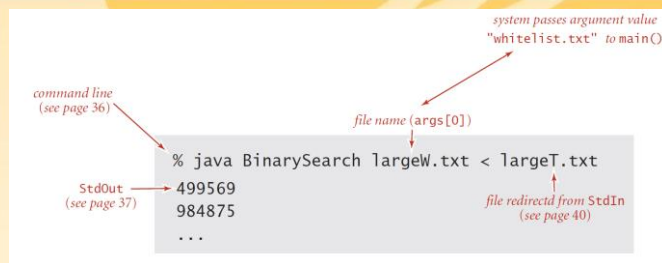 system passes argument value
"whitelist.txt" to main()
command line
(see page 36)
file name (args[0])
% java BinarySearch largeW.txt < largeT.txt
StdOut
499569
(see page 37)
984875
file redirectd from StdIn
(see page 40)
...